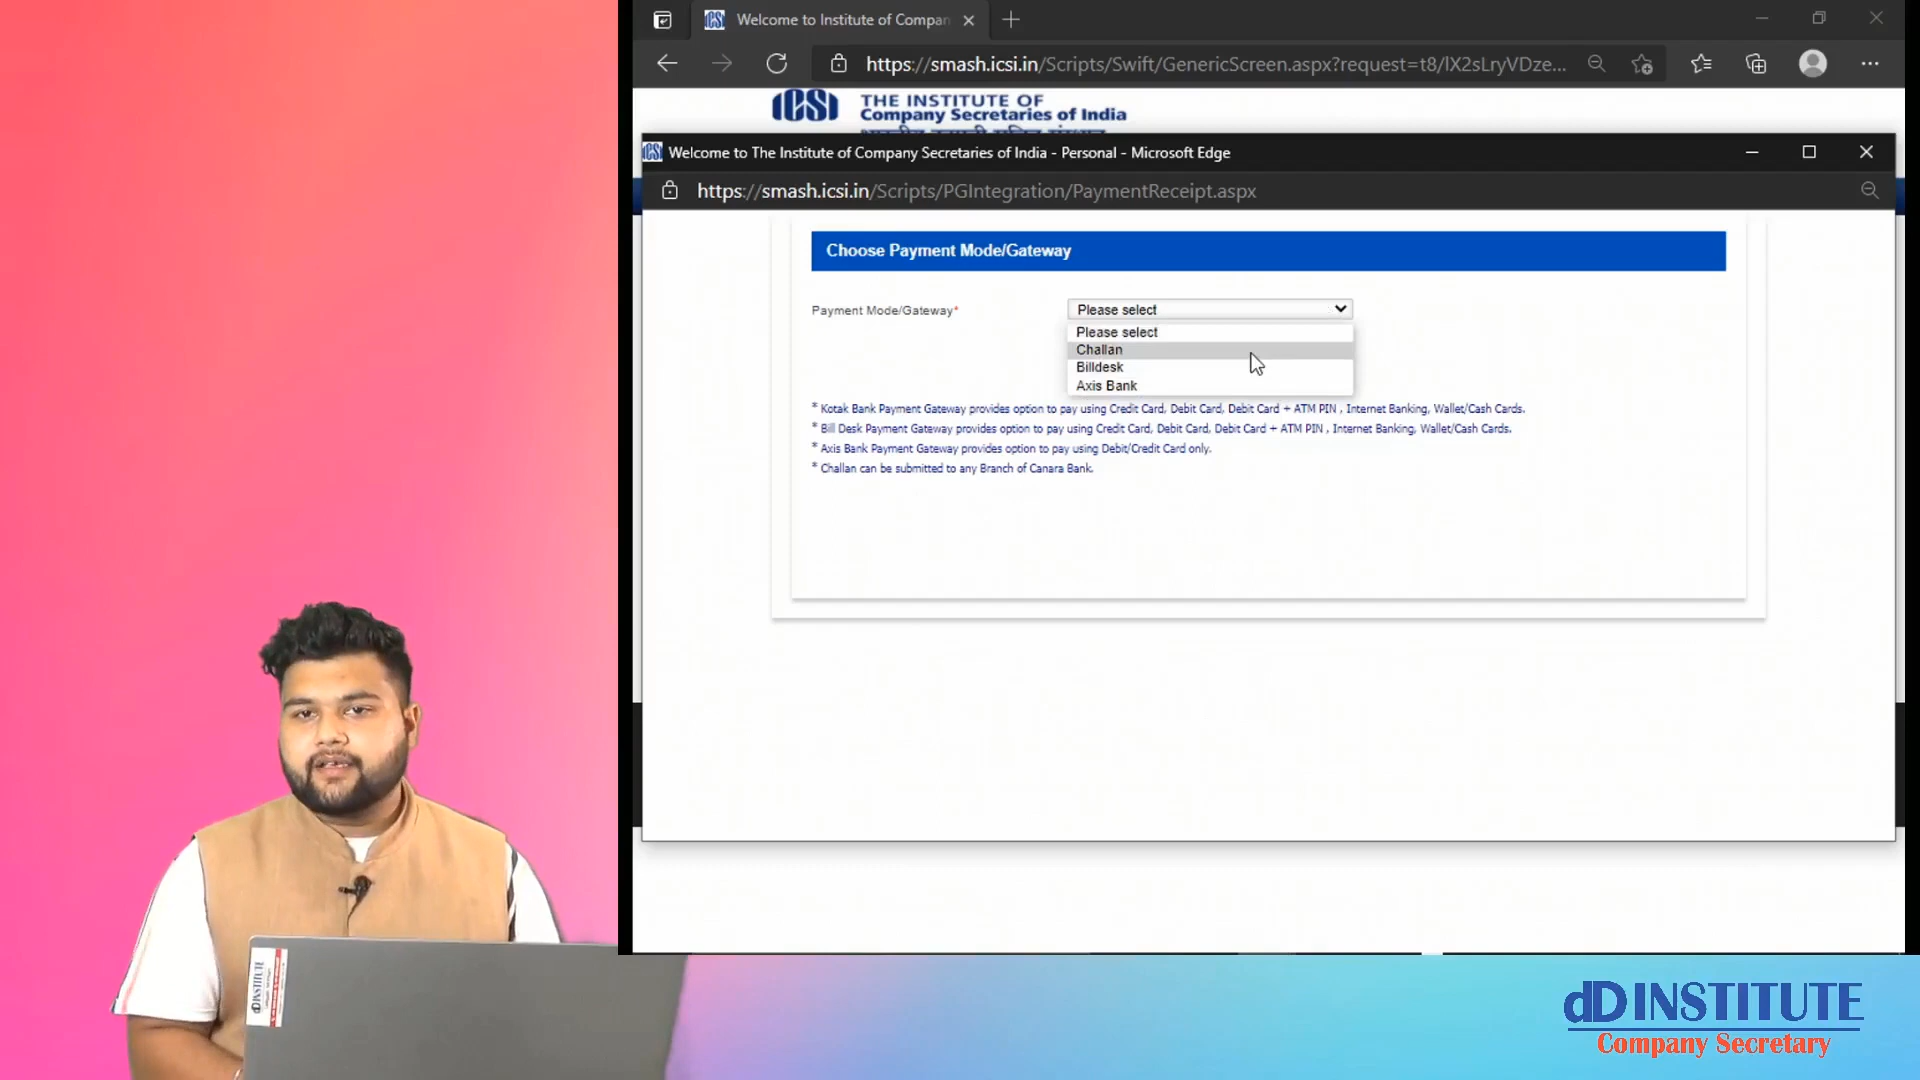 Welcome to Institute of Compan
https://smash.icsi.in/Scripts/Swift/GenericScreen.aspx?request=t8/lX2sLryVDze...
ICSI
THE INSTITUTE OF
Company Secretaries of India
Welcome to The Institute of Company Secretaries of India - Personal - Microsoft Edge
https://smash.icsi.in/Scripts/PGIntegration/PaymentReceipt.aspx
Choose Payment Mode/Gateway
Payment Mode/Gateway*
Please select
Please select
Challan
Billdesk
Axis Bank
* Kotak Bank Payment Gateway provides option to pay using Credit Card, Debit Card, Debit Card + ATM PIN , Internet Banking, Wallet/Cash Cards.
* Bill Desk Payment Gateway provides option to pay using Credit Card, Debit Card, Debit Card + ATM PIN , Internet Banking, Wallet/Cash Cards.
* Axis Bank Payment Gateway provides option to pay using Debit/Credit Card only.
* Challan can be submitted to any Branch of Canara Bank.
dDINSTITUTE
dDINSTITUTE
Company Secretary